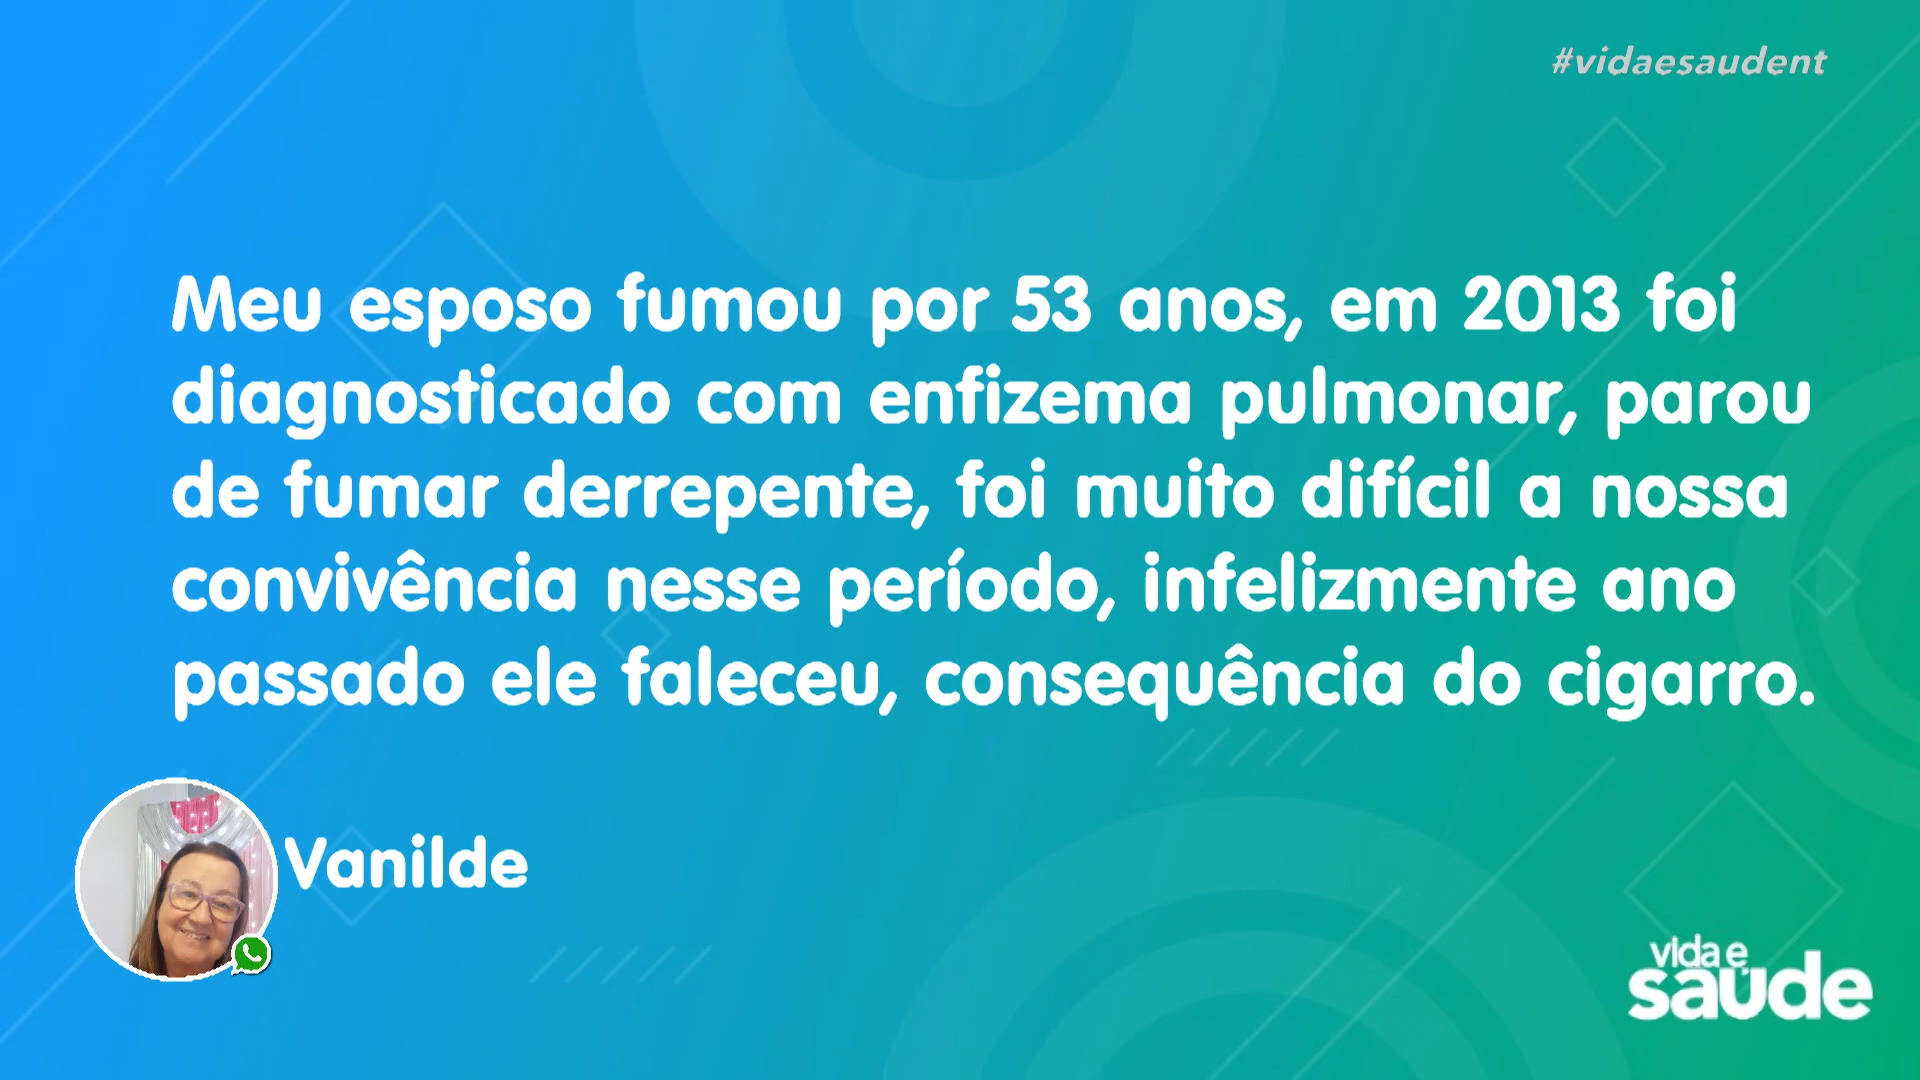 #vidaesaudent
Meu esposo fumou por 53 anos, em 2013 foi
diagnosticado com enfizema pulmonar, parou
de fumar derrepente, foi muito difícil a nossa
convivência nesse período, infelizmente ano
passado ele faleceu, consequência do cigarro.
Vanilde
vida e
saúde